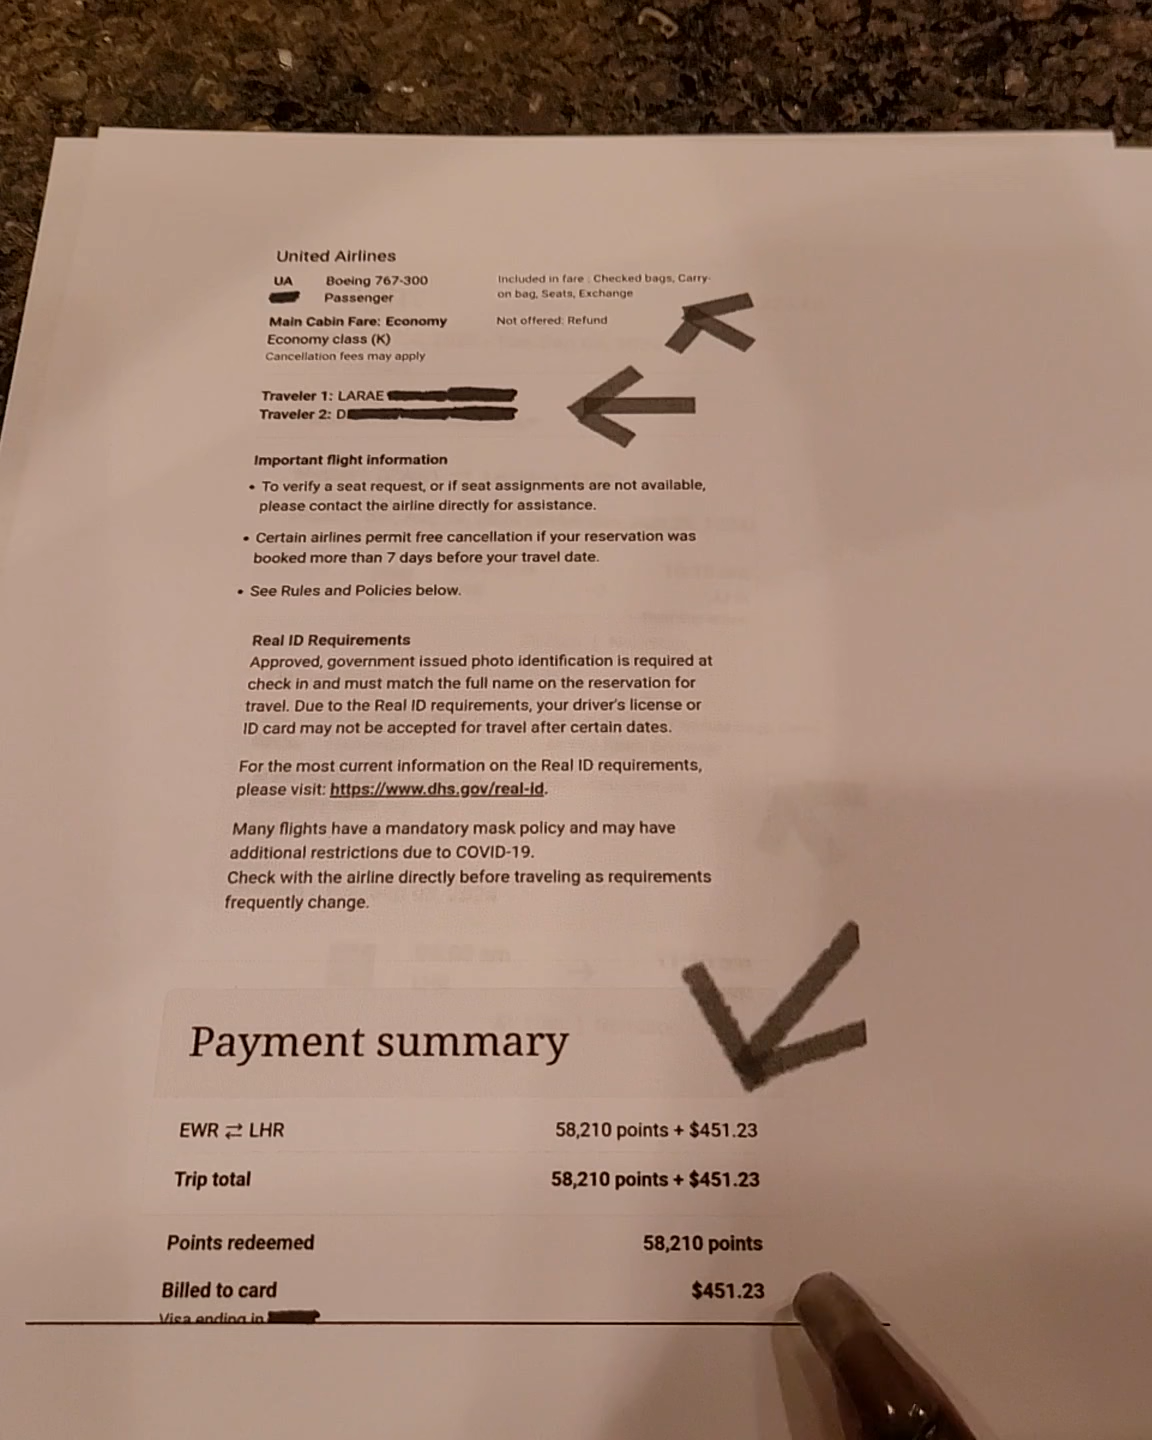 United Airlines
UA Boeing 767-300 Included in fare : Checked bags, Carry-
Passenger on bag, Seats, Exchange
Main Cabin Fare: Economy Not offered: Refund
Economy class (K)
Cancellation fees may apply
Traveler 1: LARAE
Traveler 2: D
Important flight information
• To verify a seat request, or if seat assignments are not available,
please contact the airline directly for assistance.
• Certain airlines permit free cancellation if your reservation was
booked more than 7 days before your travel date.
• See Rules and Policies below.
Real ID Requirements
Approved, government issued photo identification is required at
check in and must match the full name on the reservation for
travel. Due to the Real ID requirements, your driver's license or
ID card may not be accepted for travel after certain dates.
For the most current information on the Real ID requirements,
please visit: https://www.dhs.gov/real-id.
Many flights have a mandatory mask policy and may have
additional restrictions due to COVID-19.
Check with the airline directly before traveling as requirements
frequently change.
Payment summary
EWR ⇄ LHR 58,210 points + $451.23
Trip total 58,210 points + $451.23
Points redeemed 58,210 points
Billed to card $451.23
Visa ending in